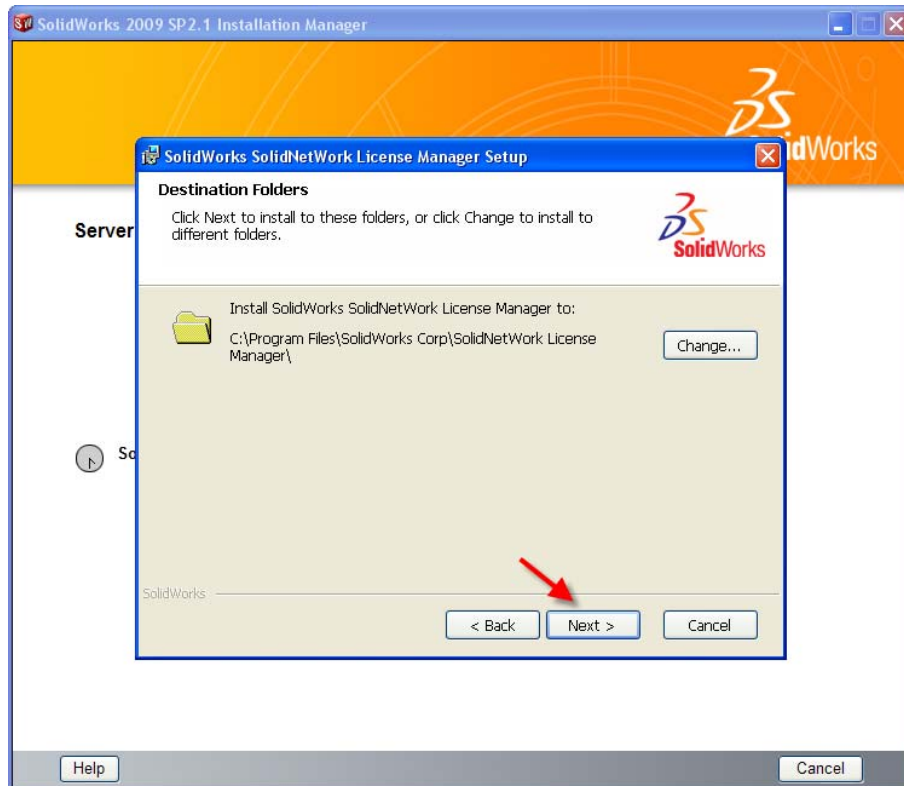 SolidWorks 2009 SP2.1 Installation Manager
SolidWorks SolidNetWork License Manager Setup
idWorks
Destination Folders
Click Next to install to these folders, or click Change to install to
different folders.
SolidWorks
Server
Install SolidWorks SolidNetWork License Manager to:
C:\Program Files\SolidWorks Corp\SolidNetWork License
Manager\
Change...
So
SolidWorks
< Back
Next >
Cancel
Help
Cancel